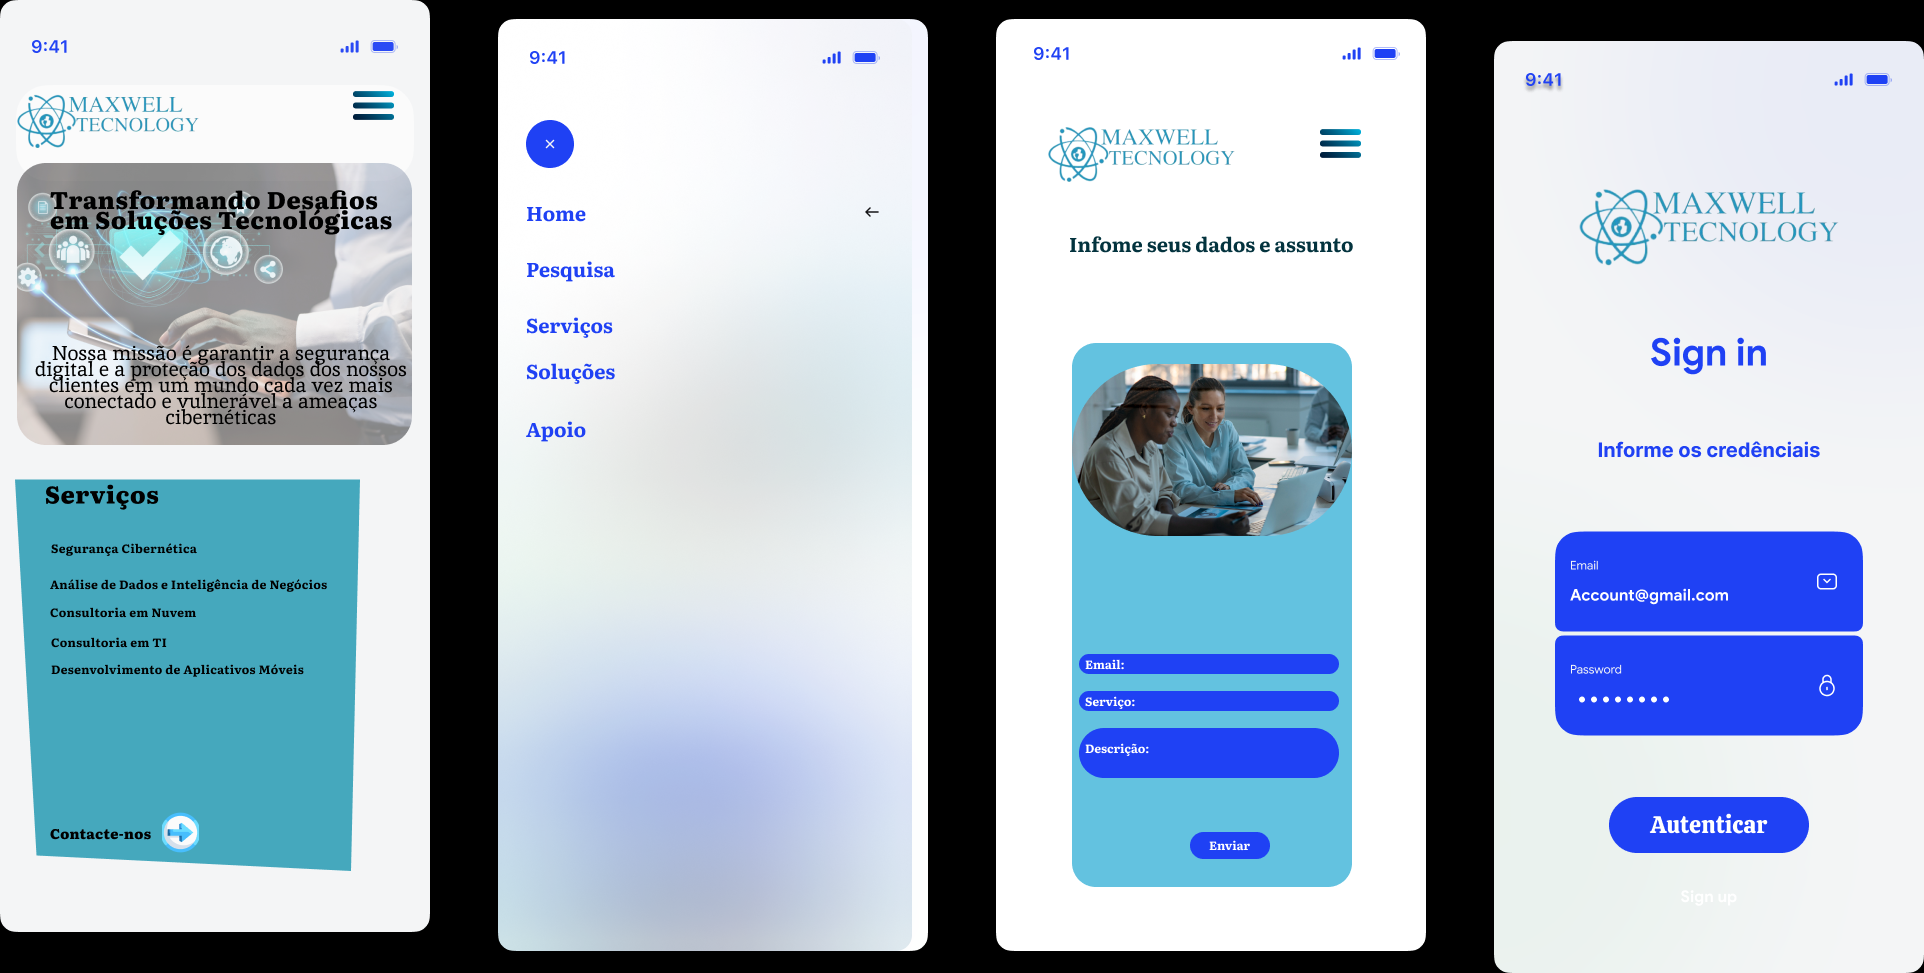 9:41
MAXWELL
TECNOLOGY
Transformando Desafios
em Soluções Tecnológicas
Nossa missão é garantir a segurança
digital e a proteção dos dados dos nossos
clientes em um mundo cada vez mais
conectado e vulnerável a ameaças
cibernéticas
Serviços
Segurança Cibernética
Análise de Dados e Inteligência de Negócios
Consultoria em Nuvem
Consultoria em TI
Desenvolvimento de Aplicativos Móveis
Contacte-nos
9:41
Home
Pesquisa
Serviços
Soluções
Apoio
9:41
MAXWELL
TECNOLOGY
Infome seus dados e assunto
Email:
Serviço:
Descrição:
Enviar
9:41
MAXWELL
TECNOLOGY
Sign in
Informe os credênciais
Email
Account@gmail.com
Password
Autenticar
Sign up